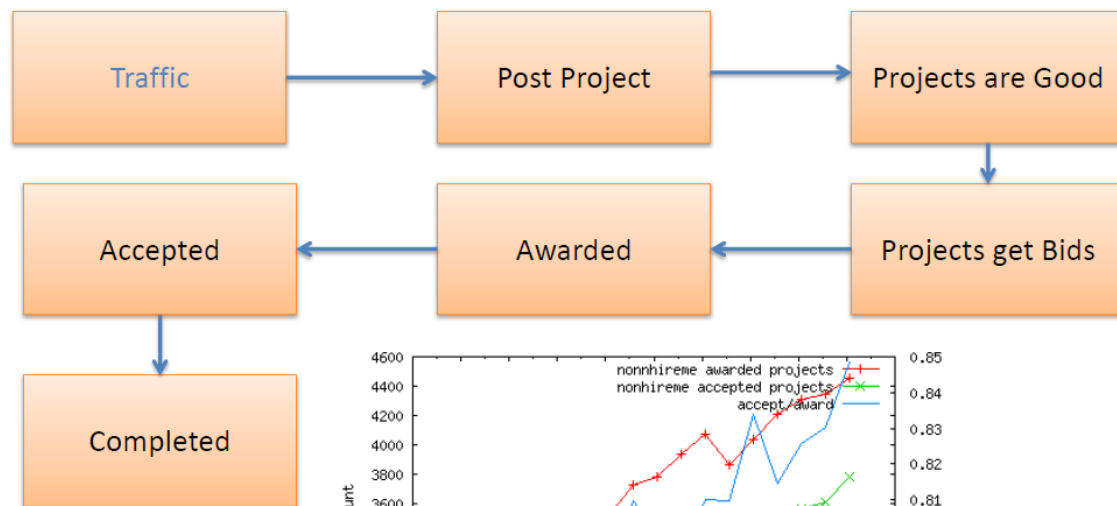 Traffic
Post Project
Projects are Good
Accepted
Awarded
Projects get Bids
Completed
4600
4400
4200
4000
3800
3600
nonnhireme awarded projects
nonhireme accepted projects
accept/award
0.85
0.84
0.83
0.82
0.81